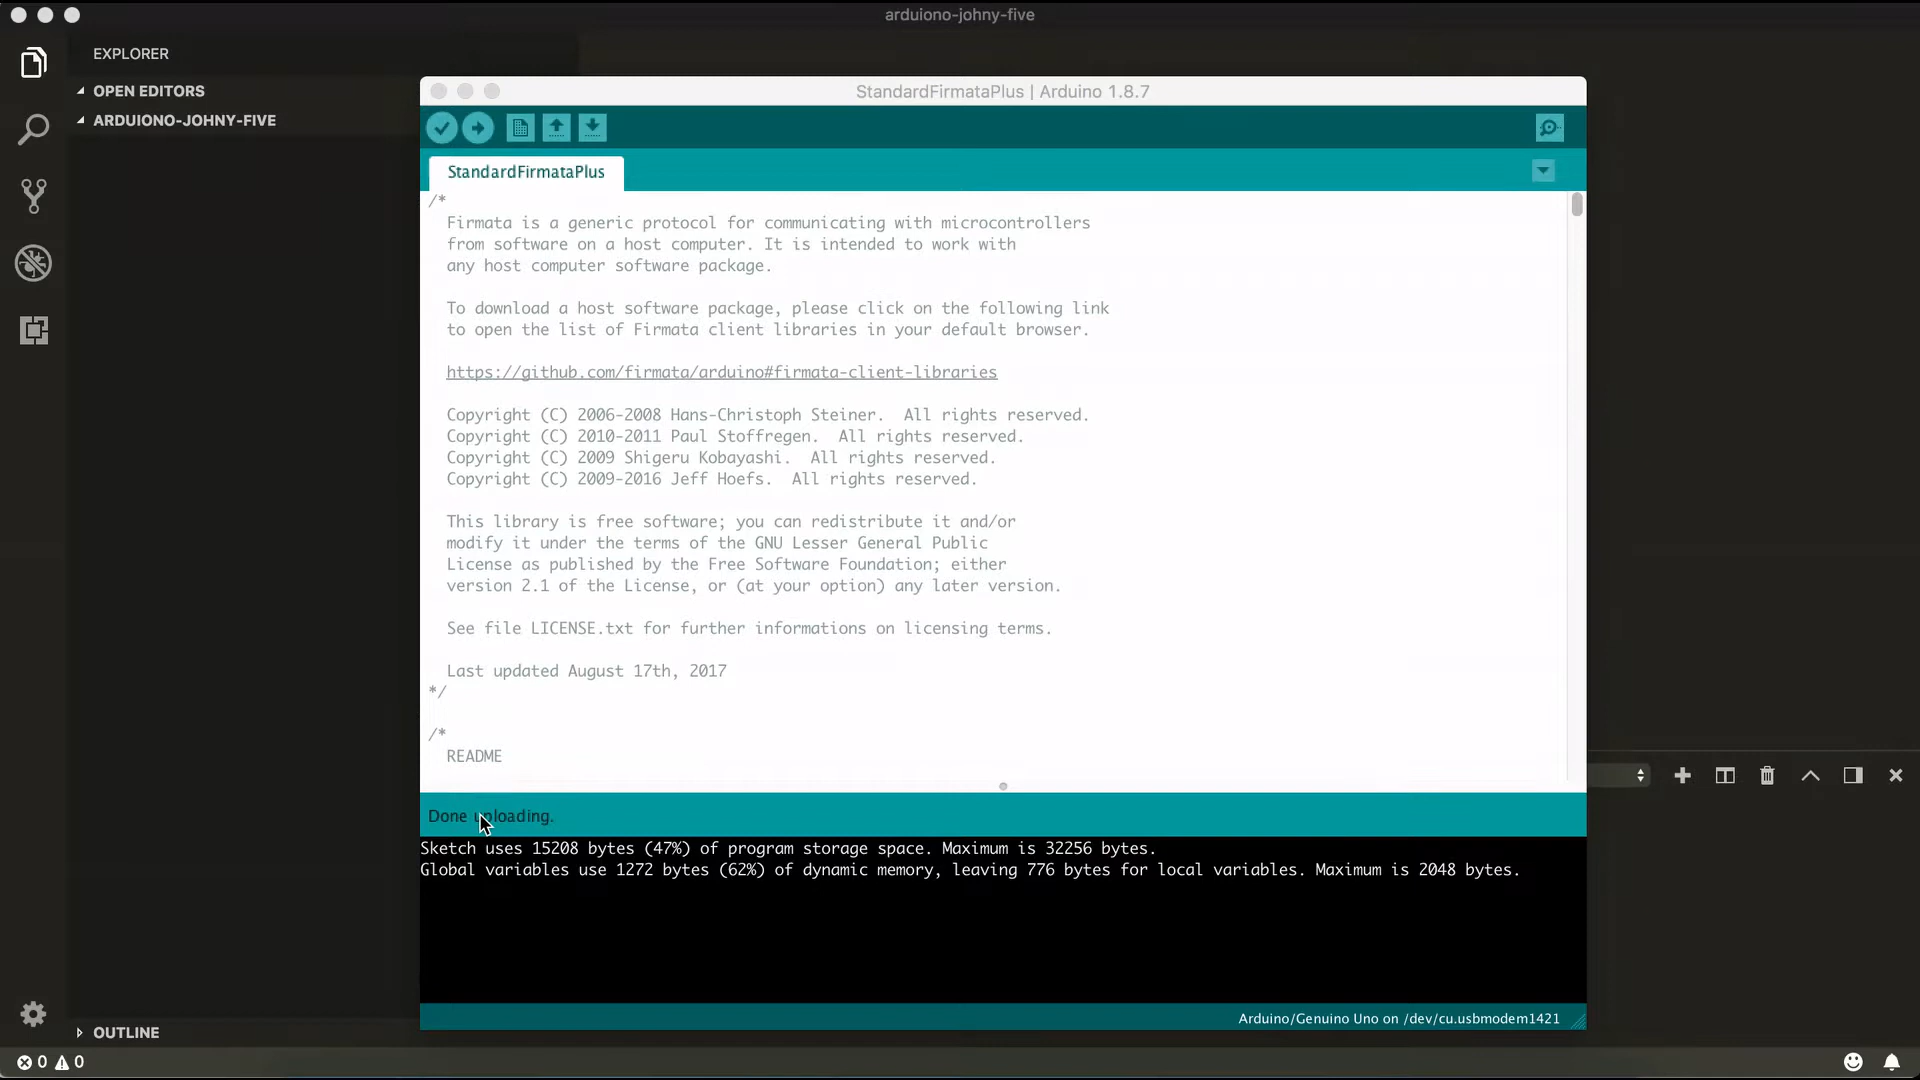 arduiono-johny-five
EXPLORER
OPEN EDITORS
ARDUIONO-JOHNY-FIVE
StandardFirmataPlus | Arduino 1.8.7
StandardFirmataPlus
/*
Firmata is a generic protocol for communicating with microcontrollers
from software on a host computer. It is intended to work with
any host computer software package.
To download a host software package, please click on the following link
to open the list of Firmata client libraries in your default browser.
https://github.com/firmata/arduino#firmata-client-libraries
Copyright (C) 2006-2008 Hans-Christoph Steiner.  All rights reserved.
Copyright (C) 2010-2011 Paul Stoffregen.  All rights reserved.
Copyright (C) 2009 Shigeru Kobayashi.  All rights reserved.
Copyright (C) 2009-2016 Jeff Hoefs.  All rights reserved.
This library is free software; you can redistribute it and/or
modify it under the terms of the GNU Lesser General Public
License as published by the Free Software Foundation; either
version 2.1 of the License, or (at your option) any later version.
See file LICENSE.txt for further informations on licensing terms.
Last updated August 17th, 2017
*/
/*
README
Done uploading.
Sketch uses 15208 bytes (47%) of program storage space. Maximum is 32256 bytes.
Global variables use 1272 bytes (62%) of dynamic memory, leaving 776 bytes for local variables. Maximum is 2048 bytes.
Arduino/Genuino Uno on /dev/cu.usbmodem1421
OUTLINE
0 0